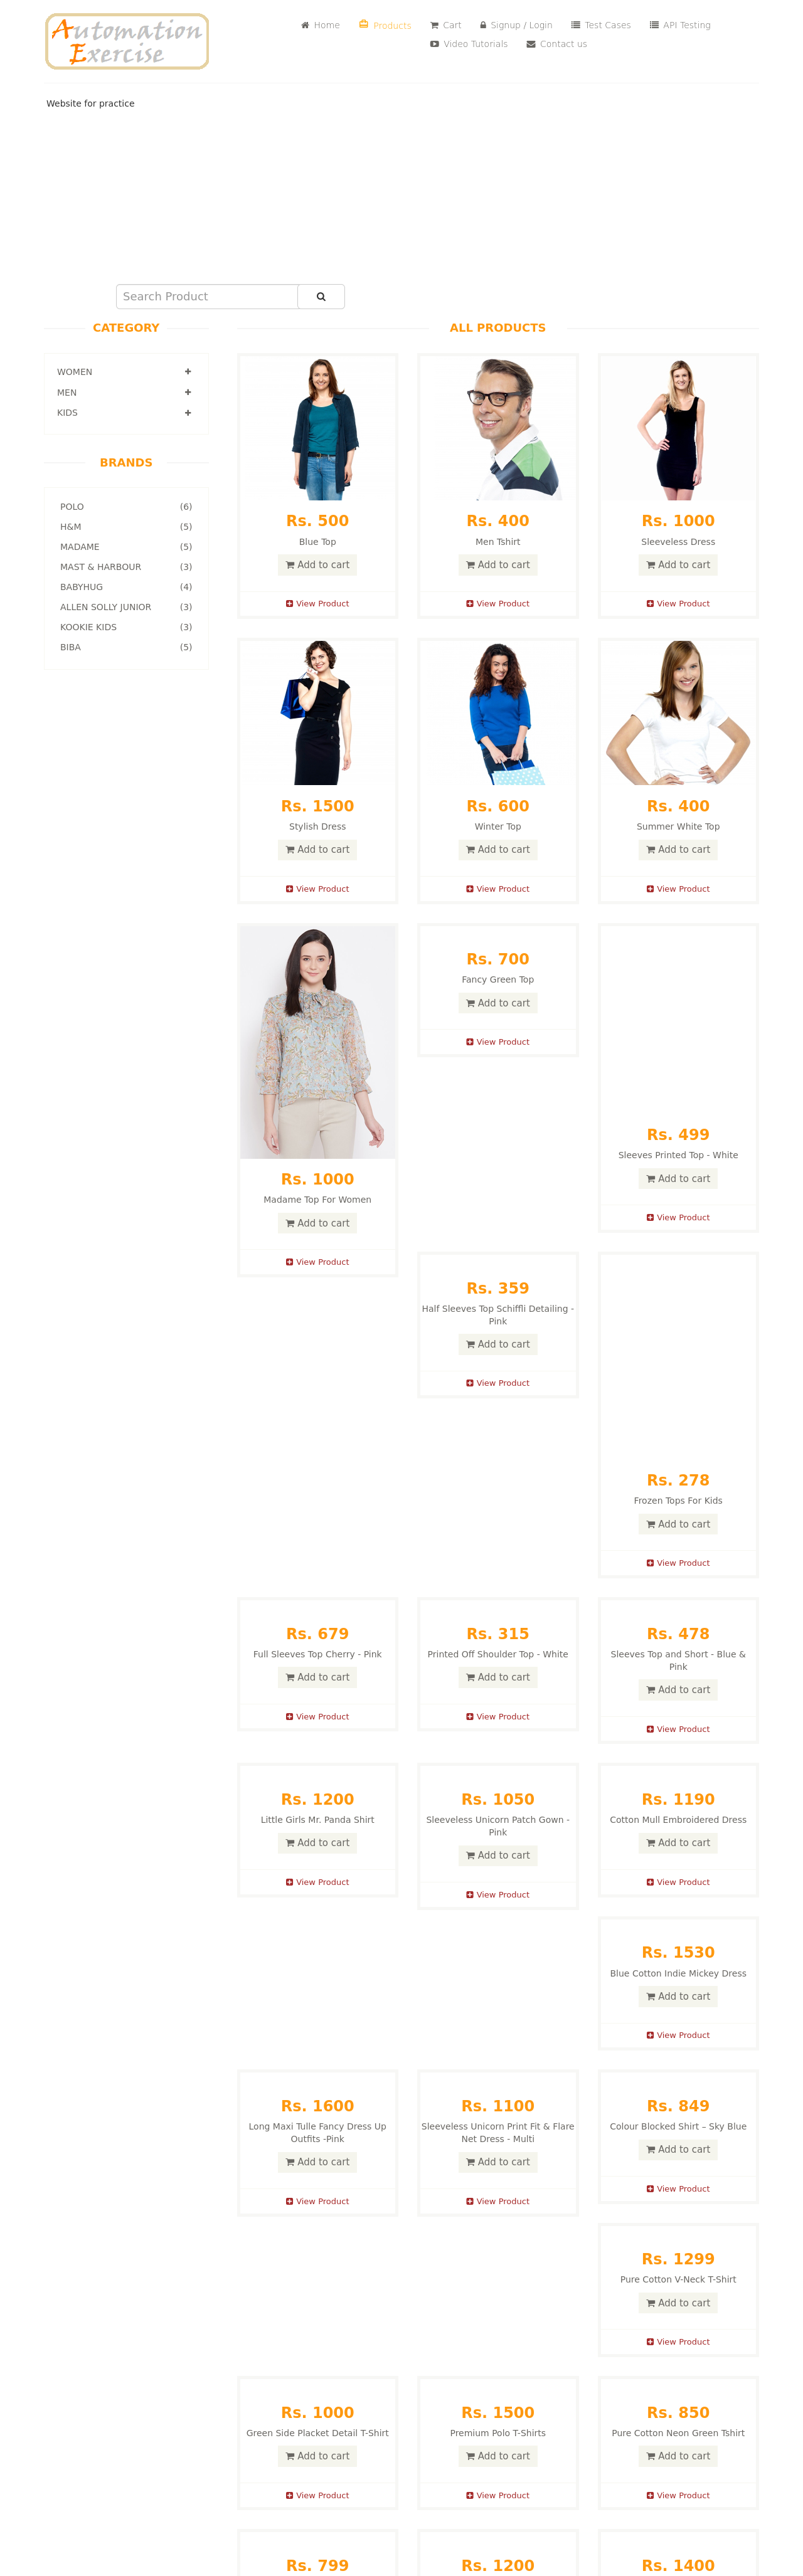 Automation
Exercise
Home
Products
Cart
Signup / Login
Test Cases
API Testing
Video Tutorials
Contact us
Website for practice
Search Product
CATEGORY
WOMEN
MEN
KIDS
BRANDS
POLO (6)
H&M (5)
MADAME (5)
MAST & HARBOUR (3)
BABYHUG (4)
ALLEN SOLLY JUNIOR (3)
KOOKIE KIDS (3)
BIBA (5)
ALL PRODUCTS
Rs. 500
Blue Top
Add to cart
View Product
Rs. 400
Men Tshirt
Add to cart
View Product
Rs. 1000
Sleeveless Dress
Add to cart
View Product
Rs. 1500
Stylish Dress
Add to cart
View Product
Rs. 600
Winter Top
Add to cart
View Product
Rs. 400
Summer White Top
Add to cart
View Product
Rs. 1000
Madame Top For Women
Add to cart
View Product
Rs. 700
Fancy Green Top
Add to cart
View Product
Rs. 499
Sleeves Printed Top - White
Add to cart
View Product
Rs. 359
Half Sleeves Top Schiffli Detailing -
Pink
Add to cart
View Product
Rs. 278
Frozen Tops For Kids
Add to cart
View Product
Rs. 679
Full Sleeves Top Cherry - Pink
Add to cart
View Product
Rs. 315
Printed Off Shoulder Top - White
Add to cart
View Product
Rs. 478
Sleeves Top and Short - Blue &
Pink
Add to cart
View Product
Rs. 1200
Little Girls Mr. Panda Shirt
Add to cart
View Product
Rs. 1050
Sleeveless Unicorn Patch Gown -
Pink
Add to cart
View Product
Rs. 1190
Cotton Mull Embroidered Dress
Add to cart
View Product
Rs. 1530
Blue Cotton Indie Mickey Dress
Add to cart
View Product
Rs. 1600
Long Maxi Tulle Fancy Dress Up
Outfits -Pink
Add to cart
View Product
Rs. 1100
Sleeveless Unicorn Print Fit & Flare
Net Dress - Multi
Add to cart
View Product
Rs. 849
Colour Blocked Shirt – Sky Blue
Add to cart
View Product
Rs. 1299
Pure Cotton V-Neck T-Shirt
Add to cart
View Product
Rs. 1000
Green Side Placket Detail T-Shirt
Add to cart
View Product
Rs. 1500
Premium Polo T-Shirts
Add to cart
View Product
Rs. 850
Pure Cotton Neon Green Tshirt
Add to cart
View Product
Rs. 799
Rs. 1200
Rs. 1400